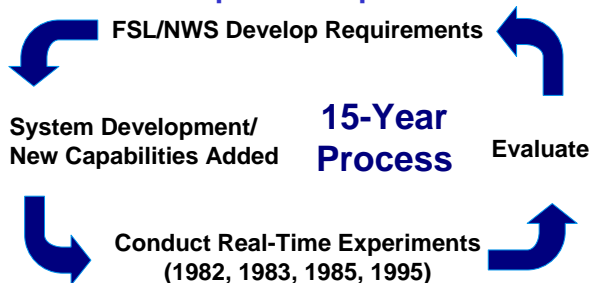 FSL/NWS Develop Requirements
System Development/
New Capabilities Added
15-Year
Process
Evaluate
Conduct Real-Time Experiments
(1982, 1983, 1985, 1995)